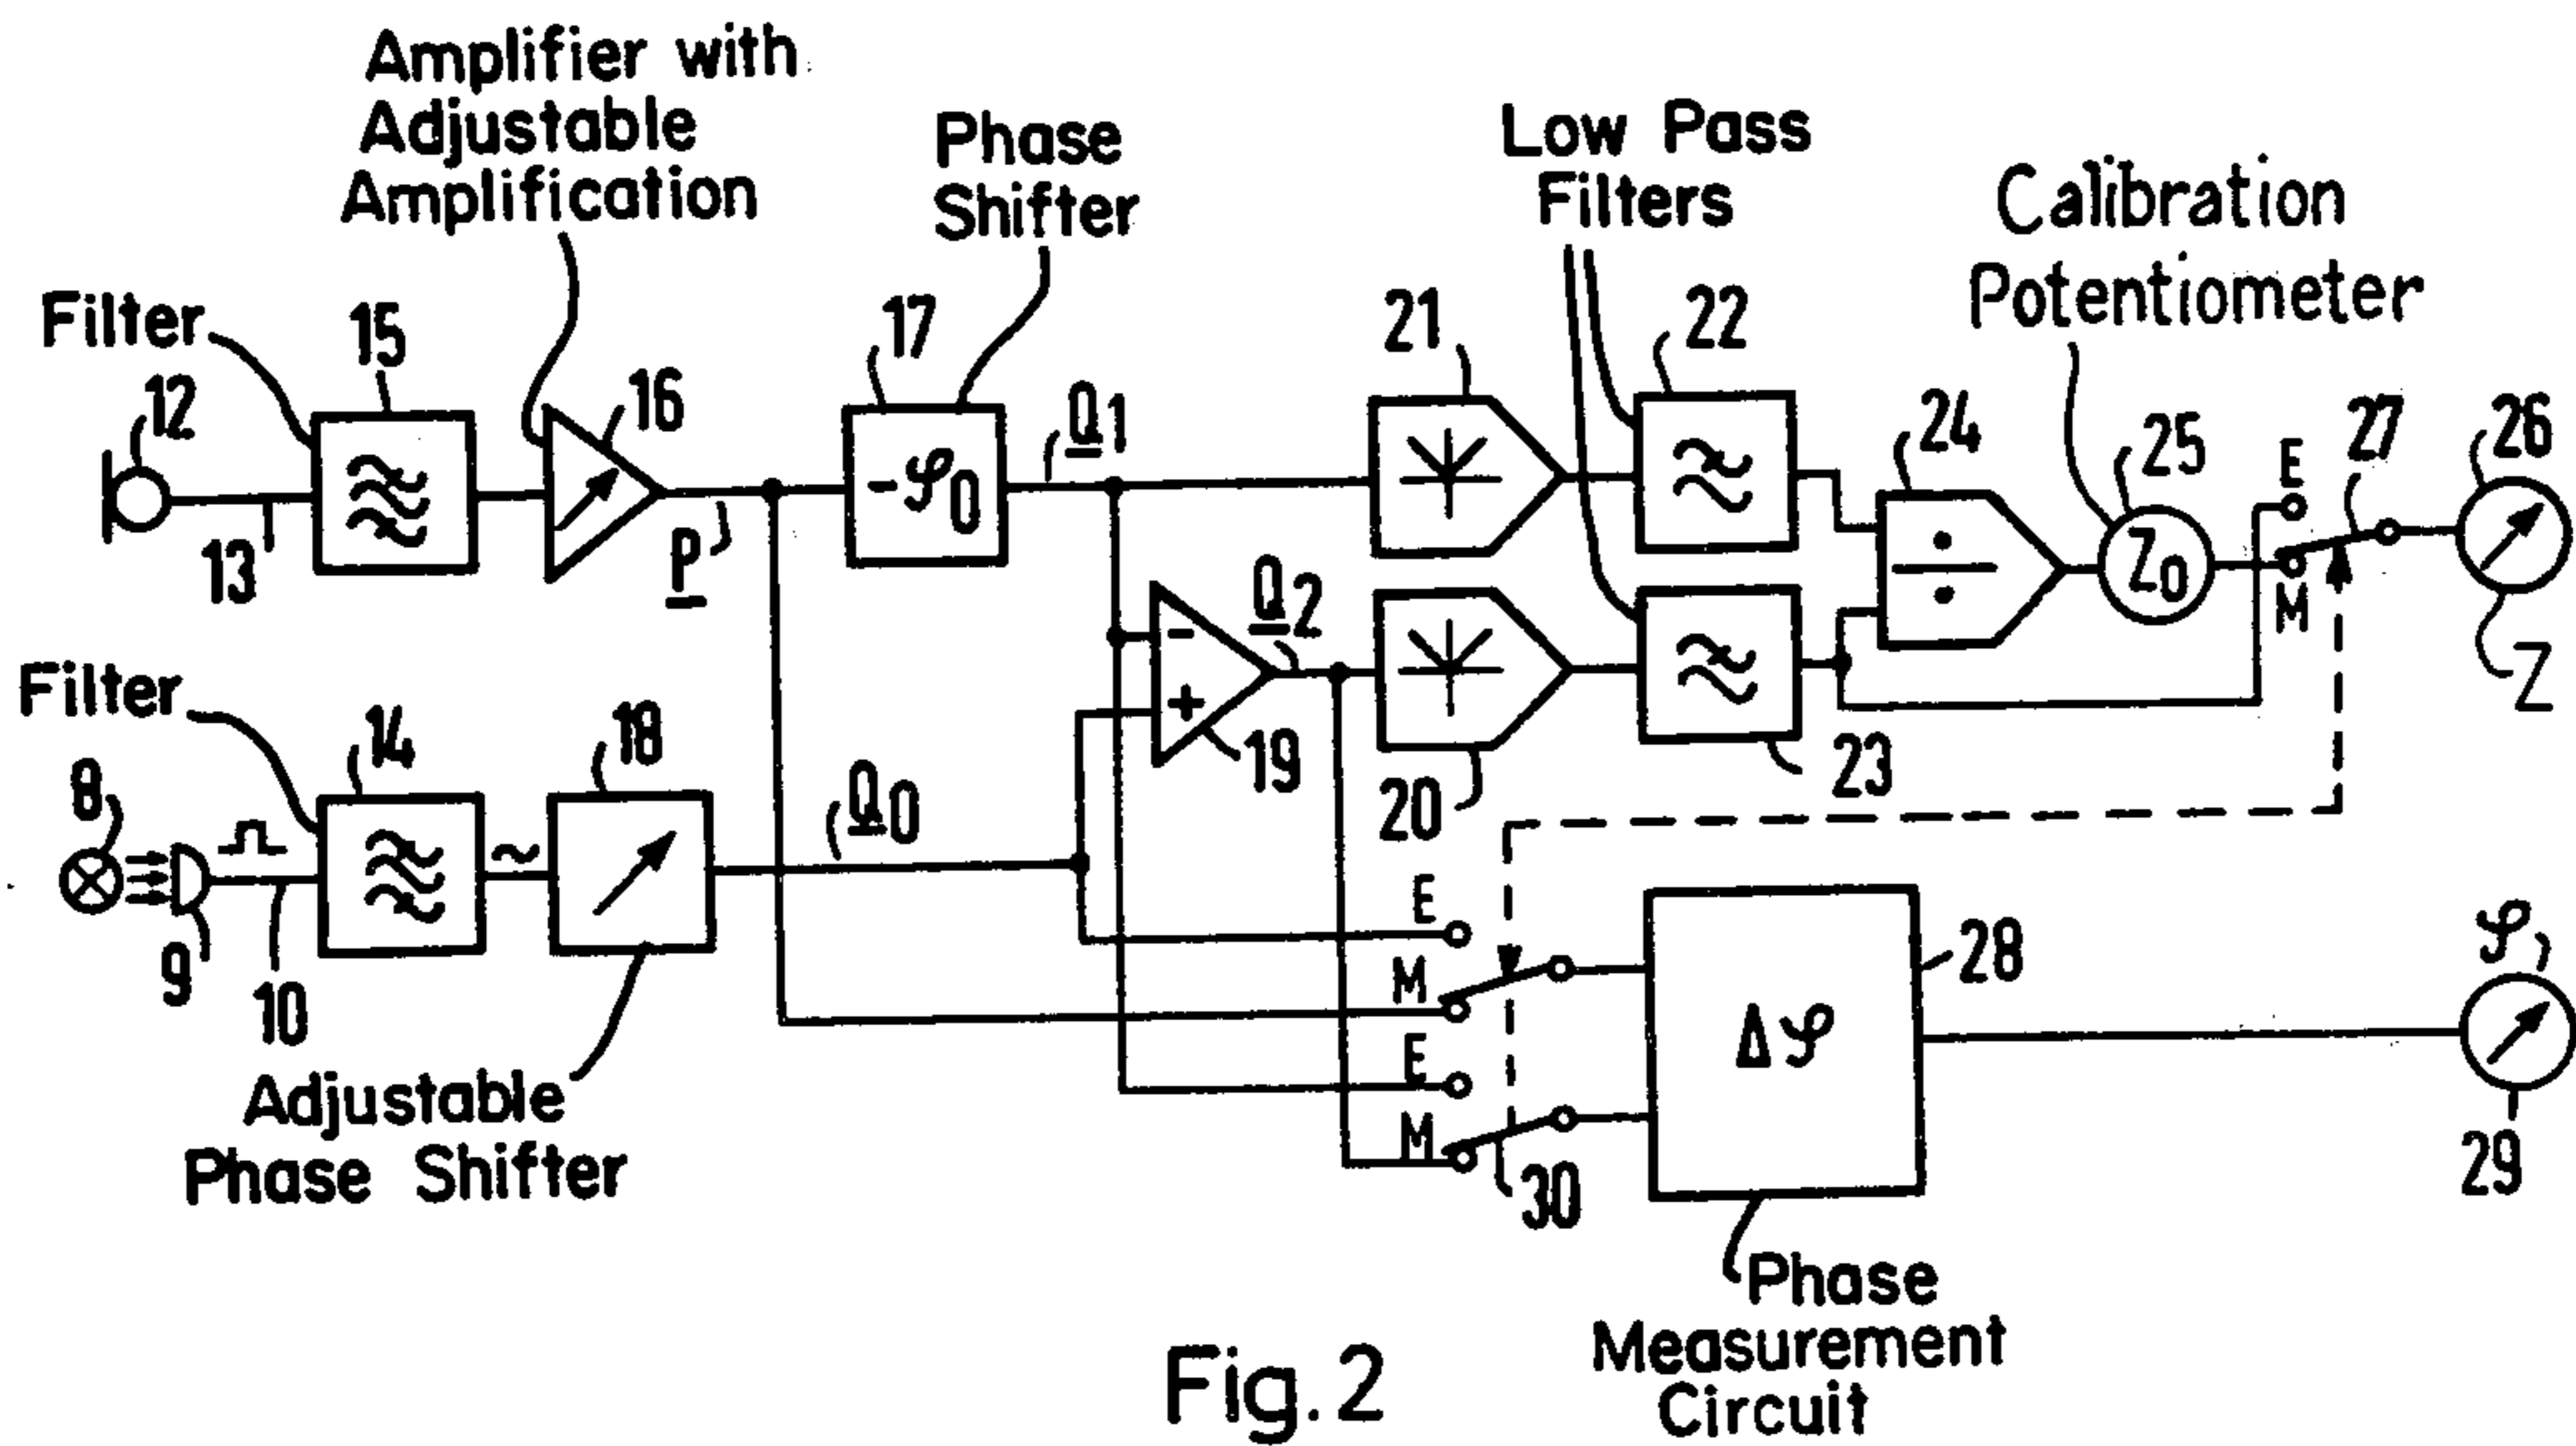 Amplifier with
Adjustable
Amplification
Phase
Shifter
Low Pass
Filters
Calibration
Potentiometer
Filter
15
16
17
Q1
21
22
24
25
E
27
26
12
13
P
-φ0
÷
Z0
M
Z
Filter
14
18
Q0
-
+
19
Q2
20
23
8
9
10
~
Adjustable
Phase Shifter
E
M
E
M
30
Δφ
28
φ
29
Phase
Measurement
Circuit
Fig. 2